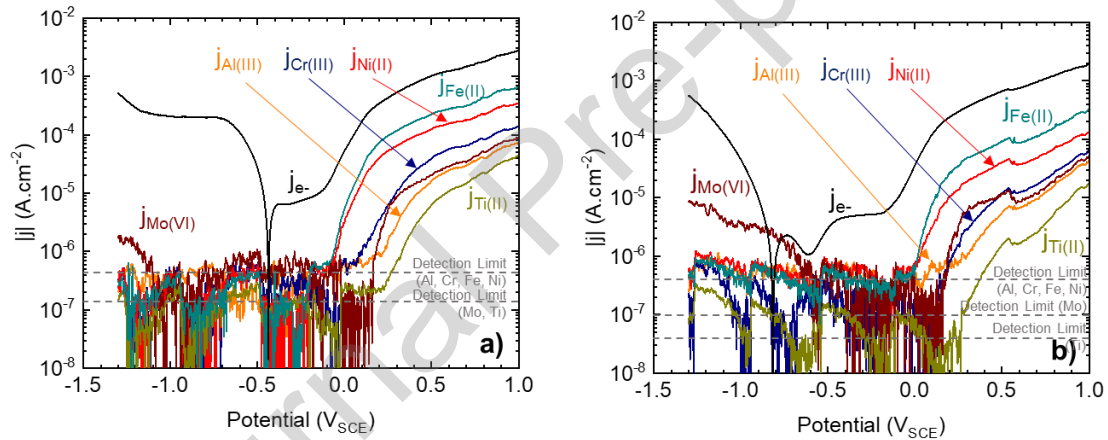 10⁻²
10⁻³
10⁻⁴
10⁻⁵
10⁻⁶
10⁻⁷
10⁻⁸
|j| (A.cm⁻²)
jAl(III)
jCr(III)
jNi(II)
jFe(II)
je-
jMo(VI)
jTi(II)
Detection Limit
(Al, Cr, Fe, Ni)
Detection Limit
(Mo, Ti)
a)
-1.5 -1.0 -0.5 0.0 0.5 1.0
Potential (VSCE)
10⁻²
10⁻³
10⁻⁴
10⁻⁵
10⁻⁶
10⁻⁷
10⁻⁸
|j| (A.cm⁻²)
jAl(III)
jCr(III)
jNi(II)
jFe(II)
jMo(VI)
je-
jTi(II)
Detection Limit
(Al, Cr, Fe, Ni)
Detection Limit (Mo)
Detection Limit
b)
-1.5 -1.0 -0.5 0.0 0.5 1.0
Potential (VSCE)
rnal Pre-p